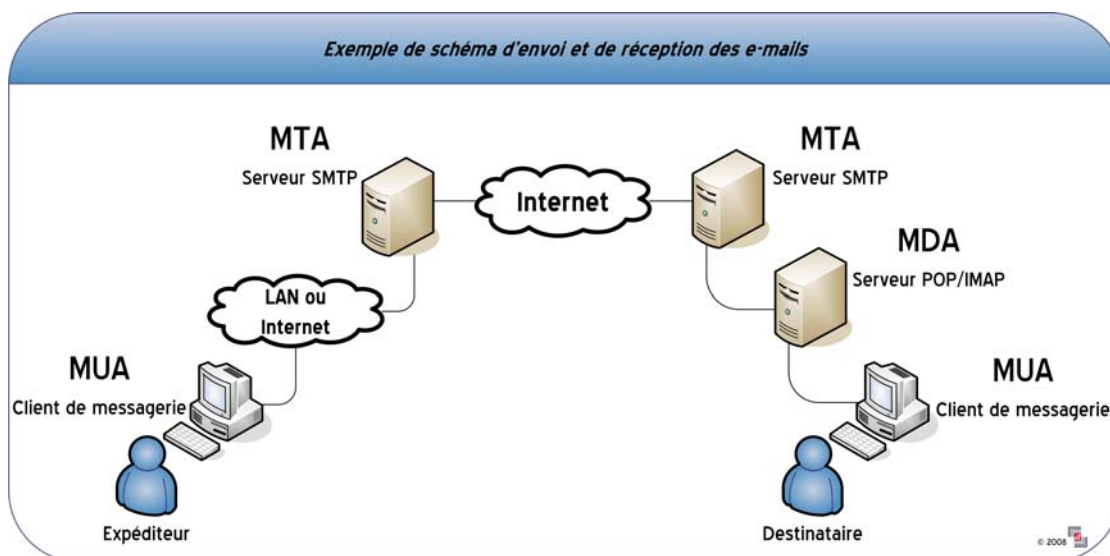 Exemple de schéma d'envoi et de réception des e-mails
MTA
Serveur SMTP
Internet
MTA
Serveur SMTP
MDA
Serveur POP/IMAP
LAN ou
Internet
MUA
Client de messagerie
MUA
Client de messagerie
Expéditeur
Destinataire
© 2008